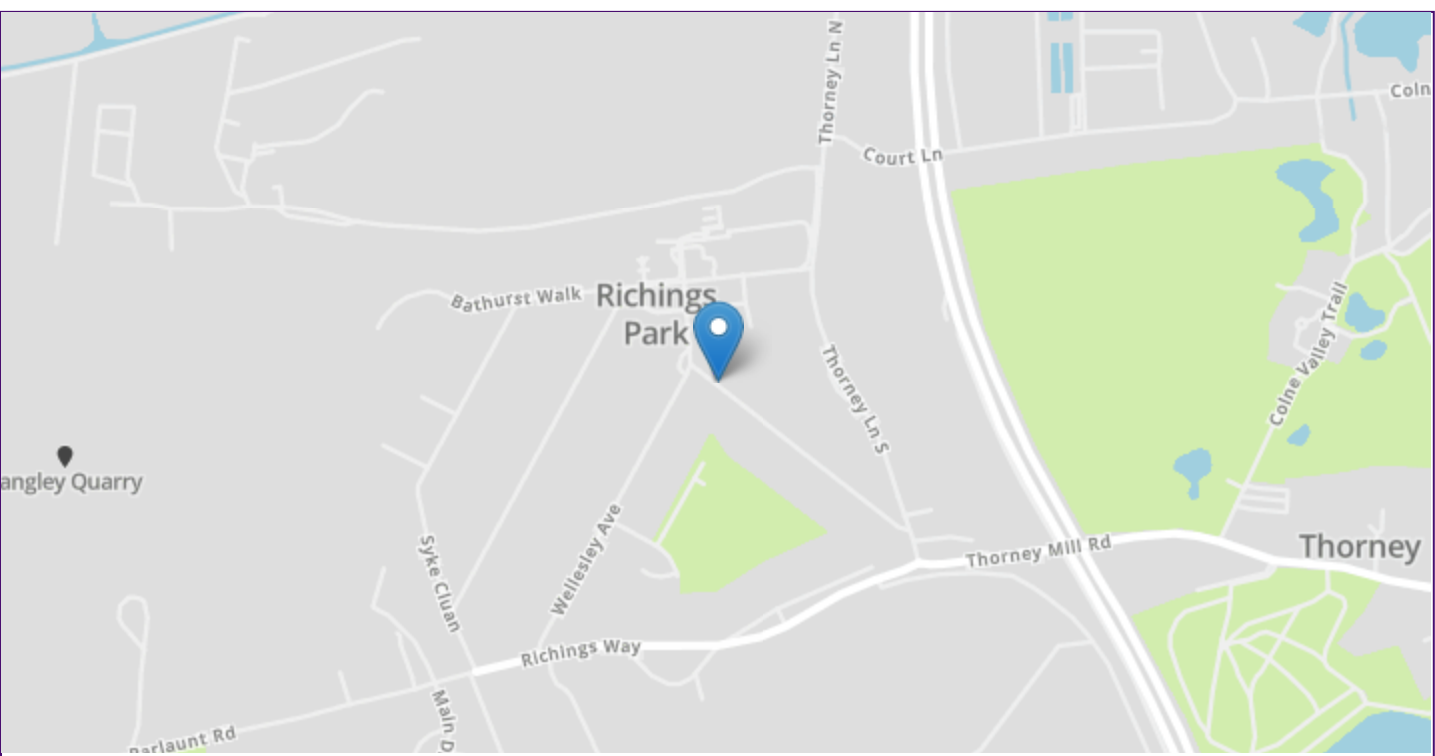 Thorney Ln N
Coln
Court Ln
Bathurst Walk
Richings
Park
Colne Valley Trail
Thorney Ln S
angley Quarry
Wellesley Ave
Syke Cluan
Thorney Mill Rd
Thorney
Richings Way
Main D
Parlaunt Rd